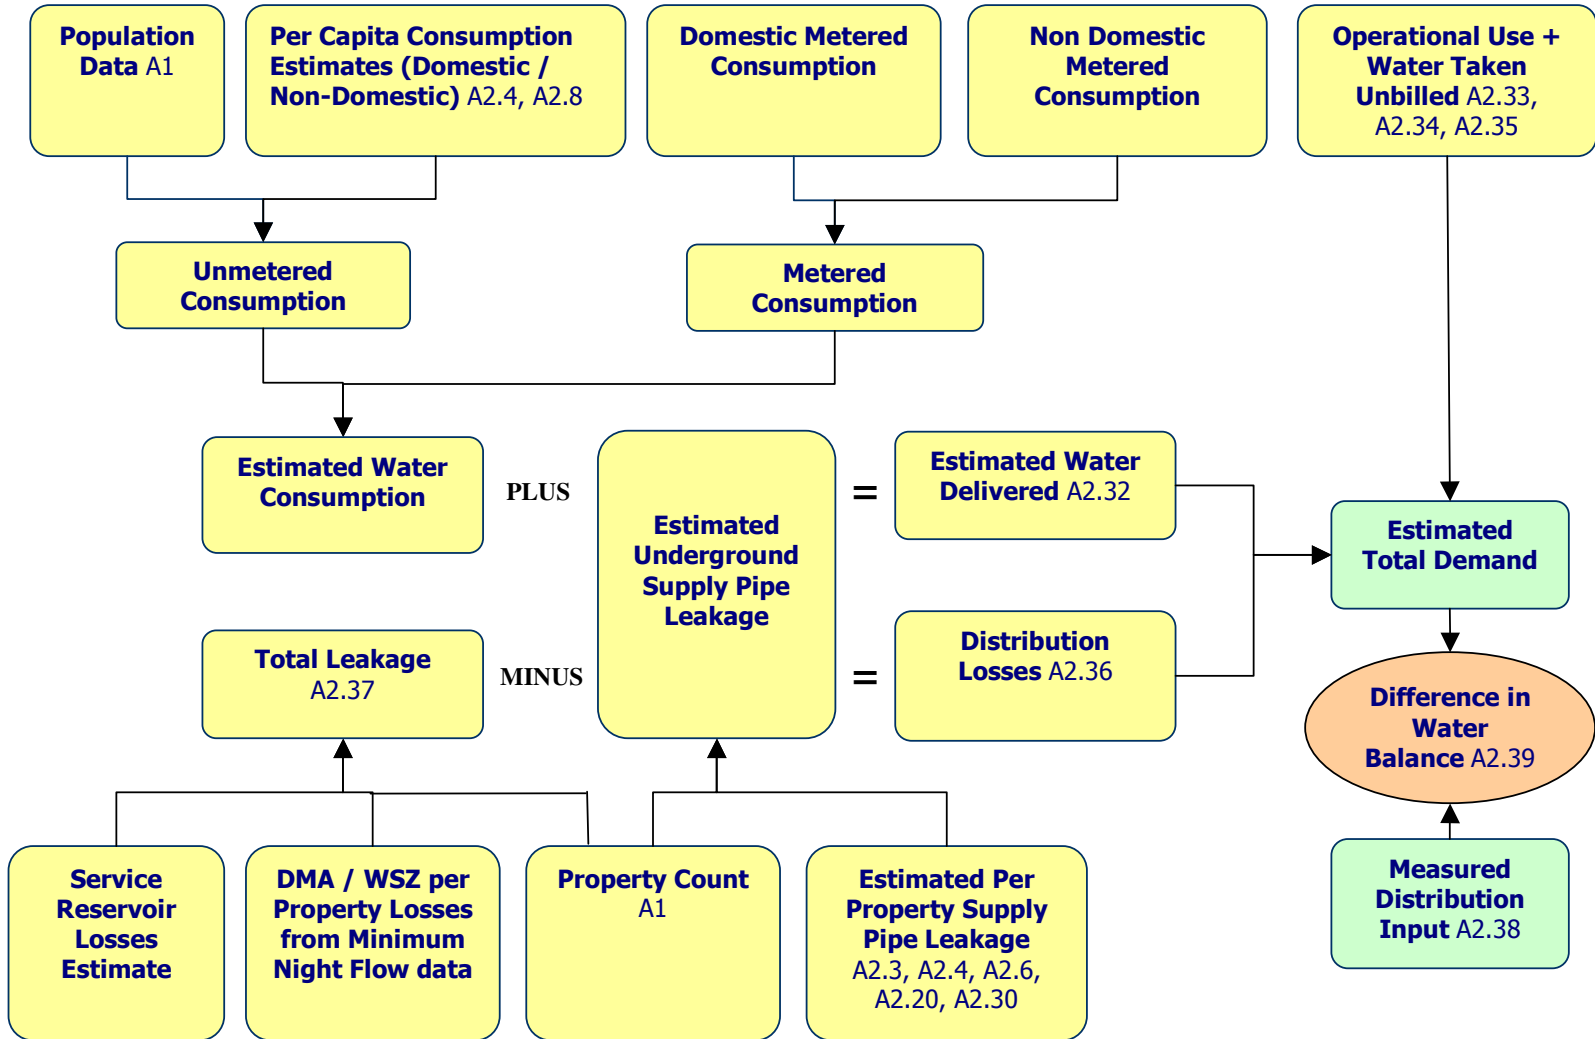 Population
Data A1
Per Capita Consumption
Estimates (Domestic /
Non-Domestic) A2.4, A2.8
Domestic Metered
Consumption
Non Domestic
Metered
Consumption
Operational Use +
Water Taken
Unbilled A2.33,
A2.34, A2.35
Unmetered
Consumption
Metered
Consumption
Estimated Water
Consumption
PLUS
Estimated
Underground
Supply Pipe
Leakage
=
Estimated Water
Delivered A2.32
Estimated
Total Demand
Total Leakage
A2.37
MINUS
=
Distribution
Losses A2.36
Difference in
Water
Balance A2.39
Service
Reservoir
Losses
Estimate
DMA / WSZ per
Property Losses
from Minimum
Night Flow data
Property Count
A1
Estimated Per
Property Supply
Pipe Leakage
A2.3, A2.4, A2.6,
A2.20, A2.30
Measured
Distribution
Input A2.38